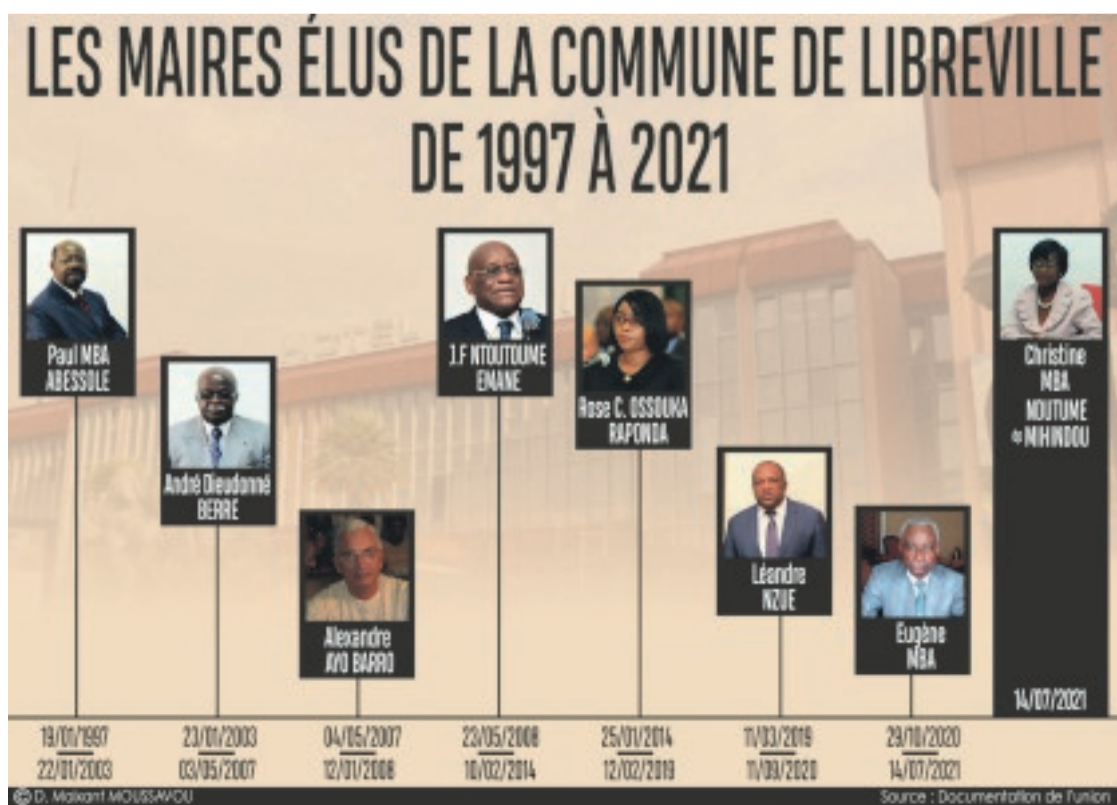 LES MAIRES ÉLUS DE LA COMMUNE DE LIBREVILLE
DE 1997 À 2021
Paul MBA
ABESSOLE
19/01/1997
22/01/2003
André Dieudonné
BERRE
23/01/2003
03/05/2007
Alexandre
AYO BARRO
04/05/2007
12/01/2008
J.F NTOUTOUME
EMANE
23/05/2008
10/02/2014
Rose C. OSSOUKA
RAPONDA
25/01/2014
12/02/2019
Léandre
NZUE
11/03/2019
11/09/2020
Eugène
MBA
29/10/2020
14/07/2021
Christine
MBA
NDUTUME
de MIHINDOU
14/07/2021
© D. Maixant MOUSSAVOU
Source : Documentation de l'union